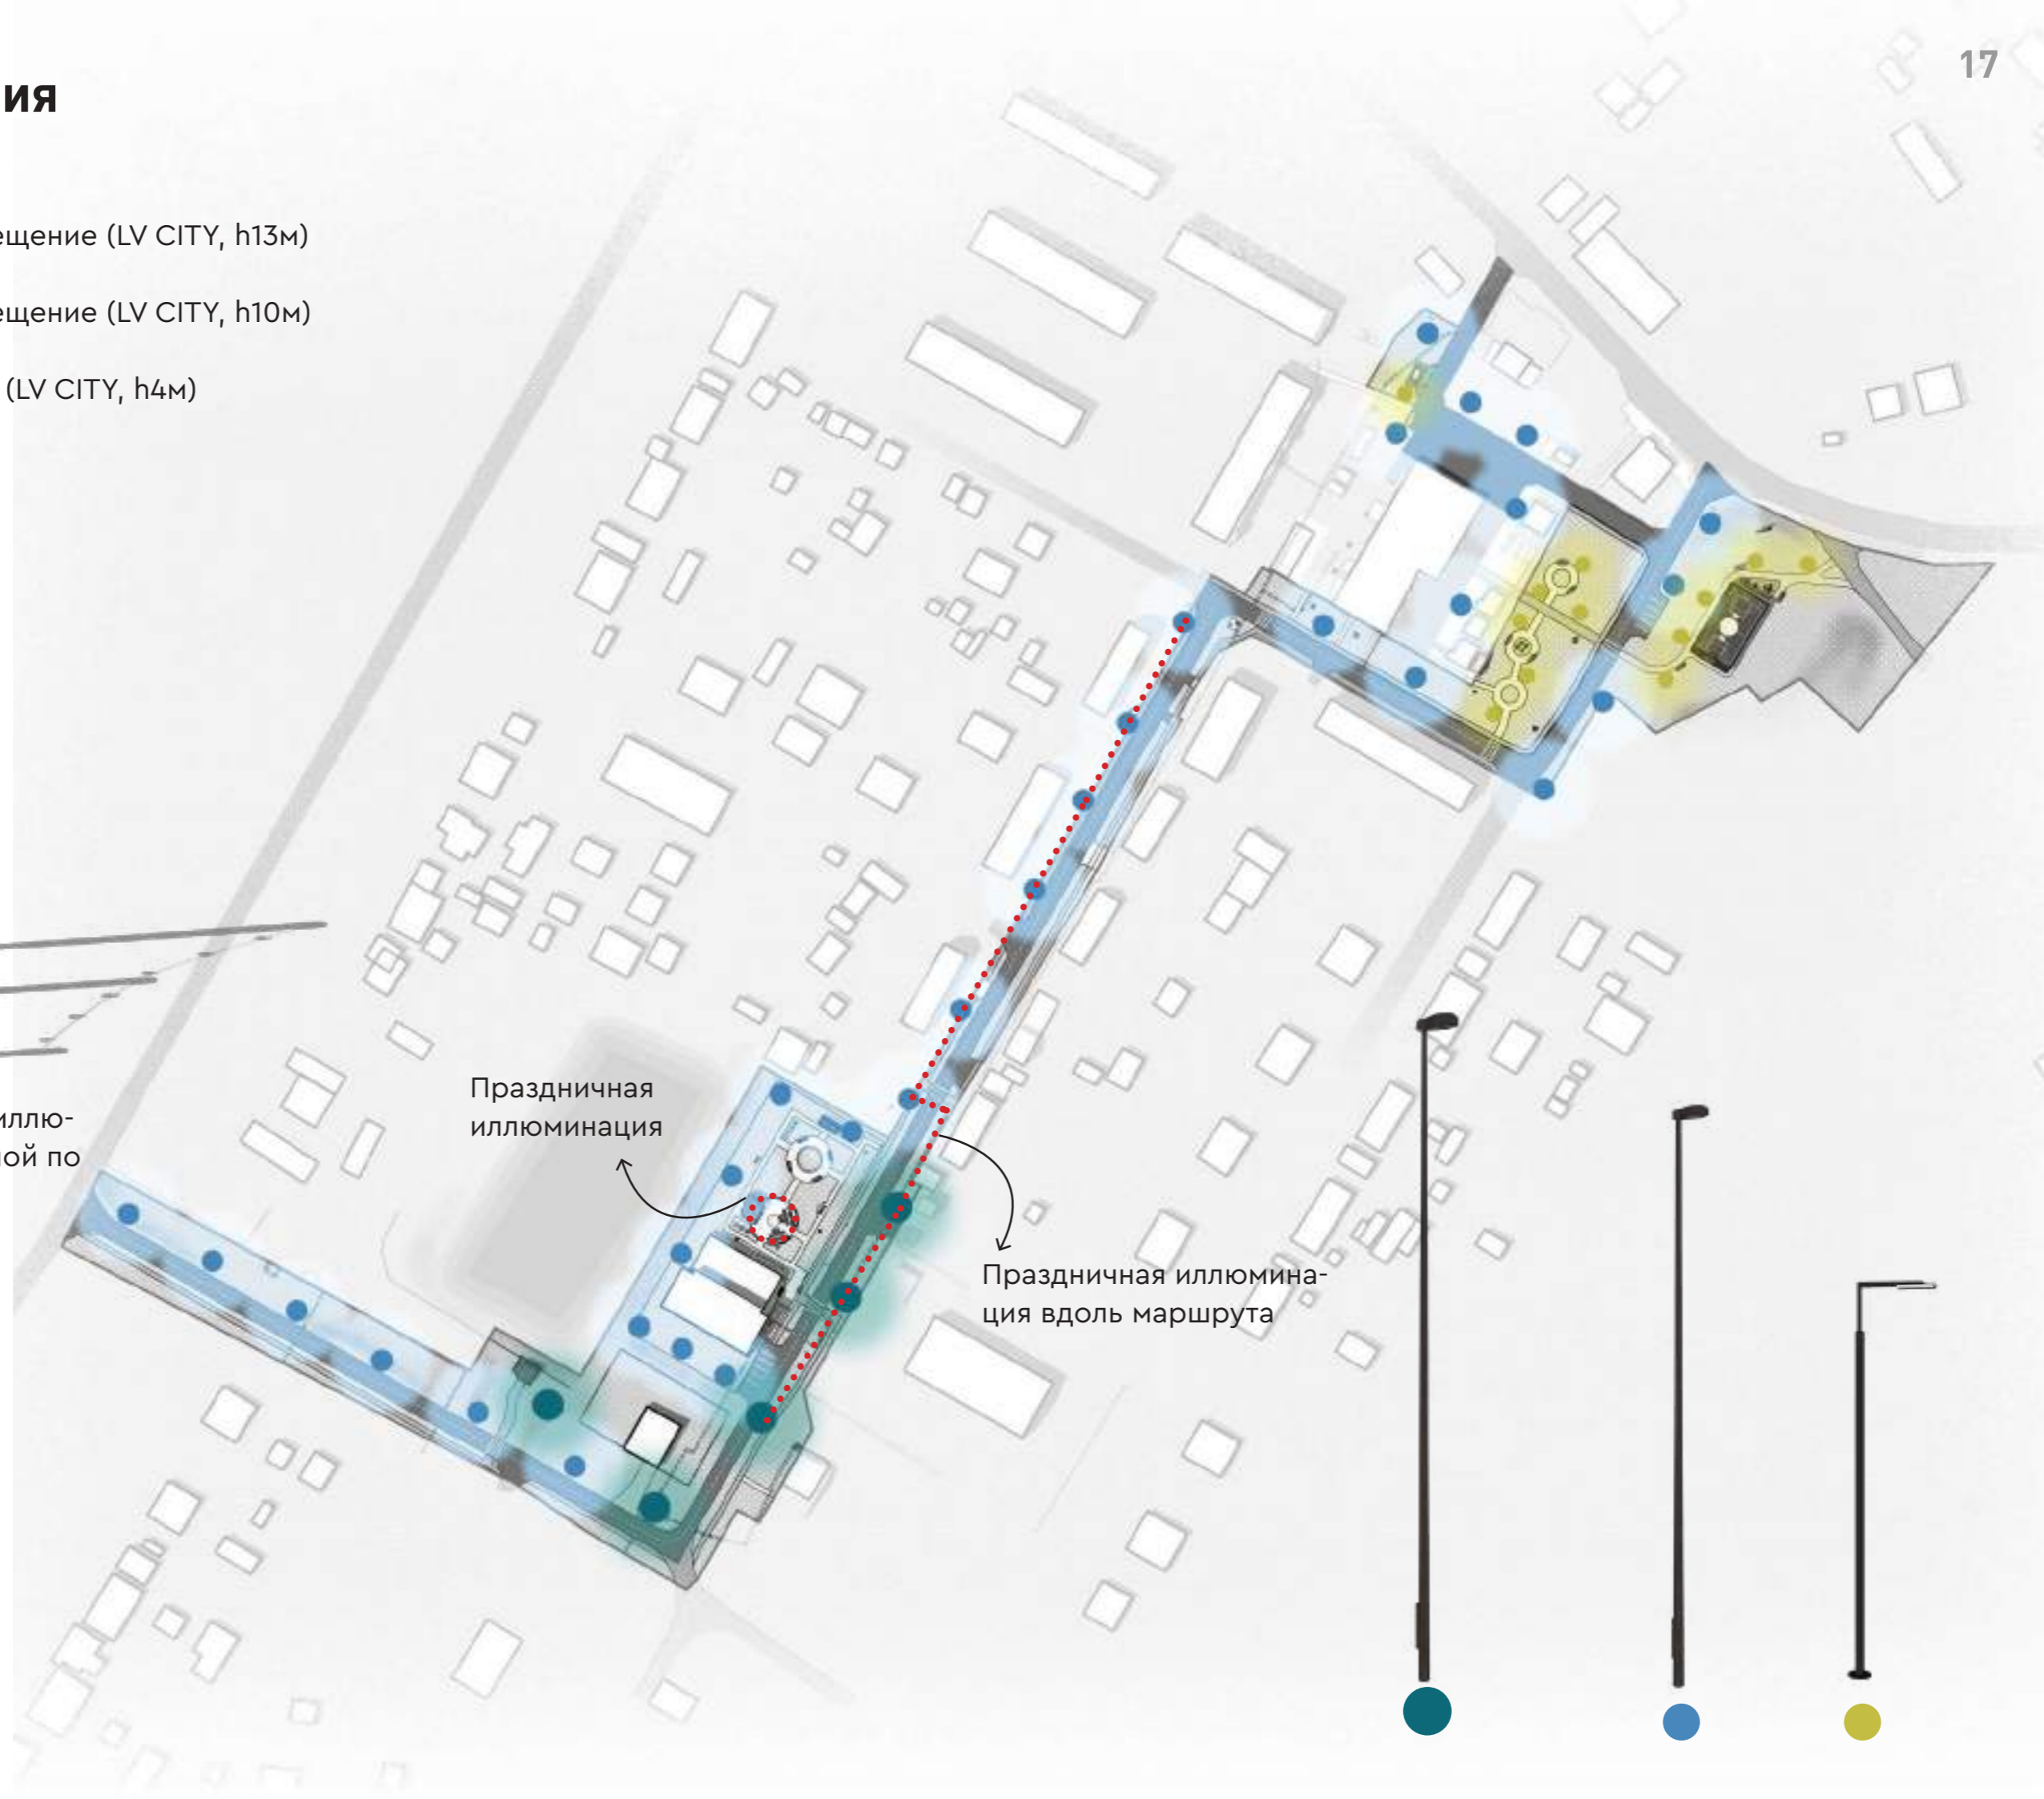 17
ия
ещение (LV CITY, h13м)
ещение (LV CITY, h10м)
(LV CITY, h4м)
иллю-
ой по
Праздничная
иллюминация
Праздничная иллюмина-
ция вдоль маршрута